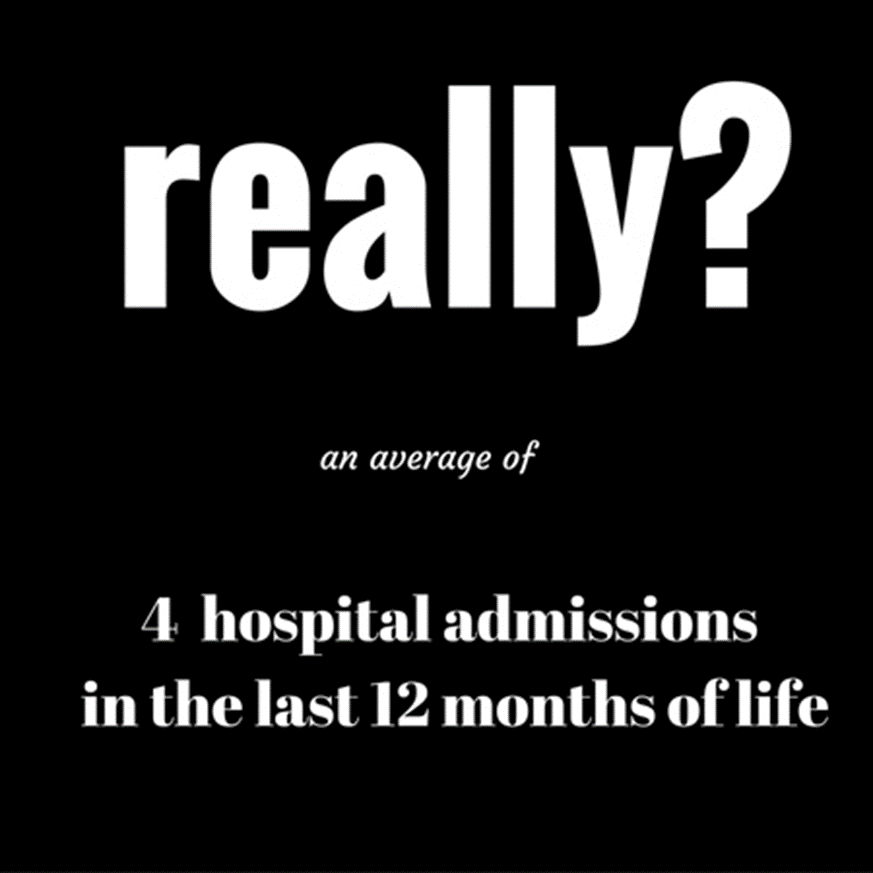 really?
an average of
4 hospital admissions
in the last 12 months of life